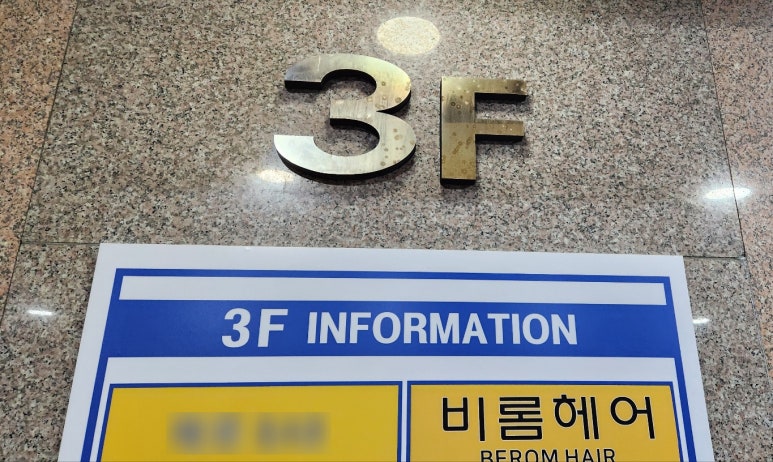 3F
3F INFORMATION
비롬헤어
BEROM HAIR